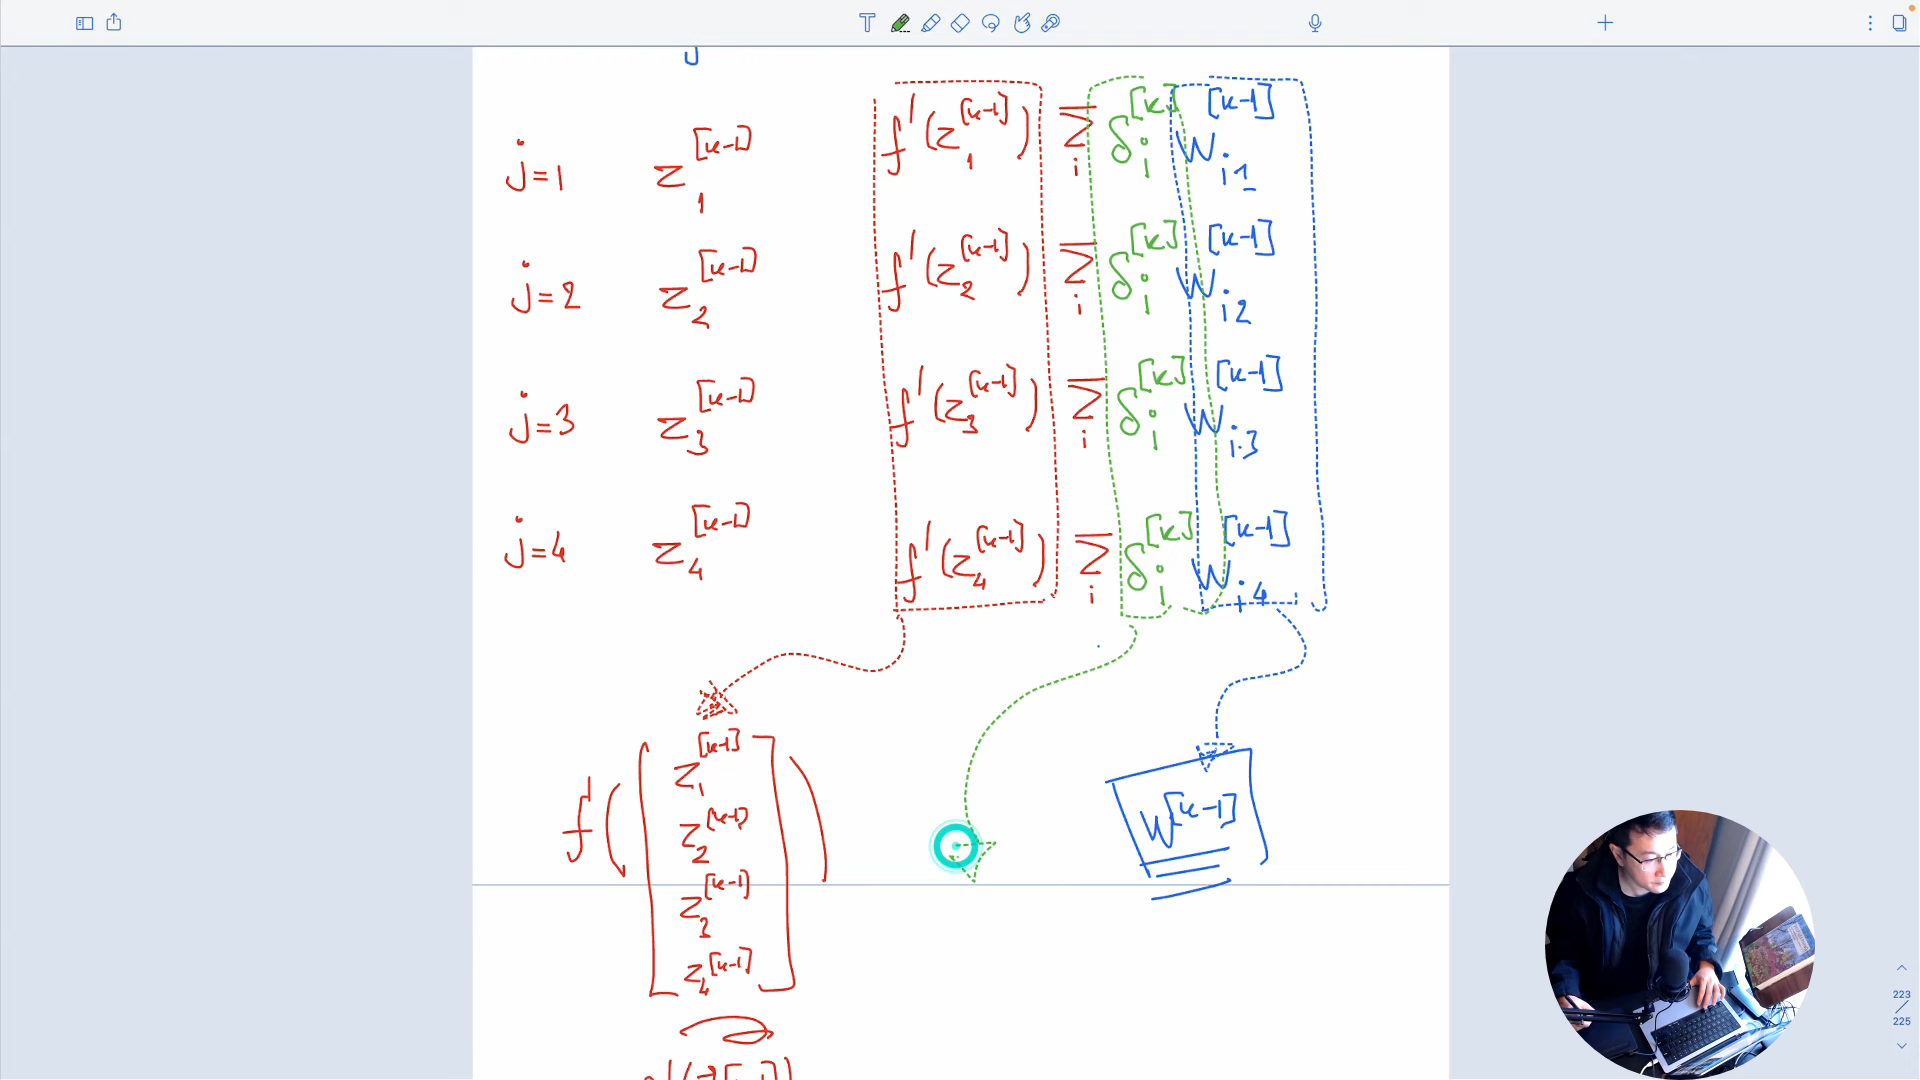 j
j=1 z_1^[k-1] f'(z_1^[k-1]) Σ_i δ_i^[k] W_i1^[k-1]
j=2 z_2^[k-1] f'(z_2^[k-1]) Σ_i δ_i^[k] W_i2^[k-1]
j=3 z_3^[k-1] f'(z_3^[k-1]) Σ_i δ_i^[k] W_i3^[k-1]
j=4 z_4^[k-1] f'(z_4^[k-1]) Σ_i δ_i^[k] W_i4^[k-1]
z_1^[k-1]
f' ( z_2^[k-1] ) W^[k-1]
z_3^[k-1]
z_4^[k-1]
223
225